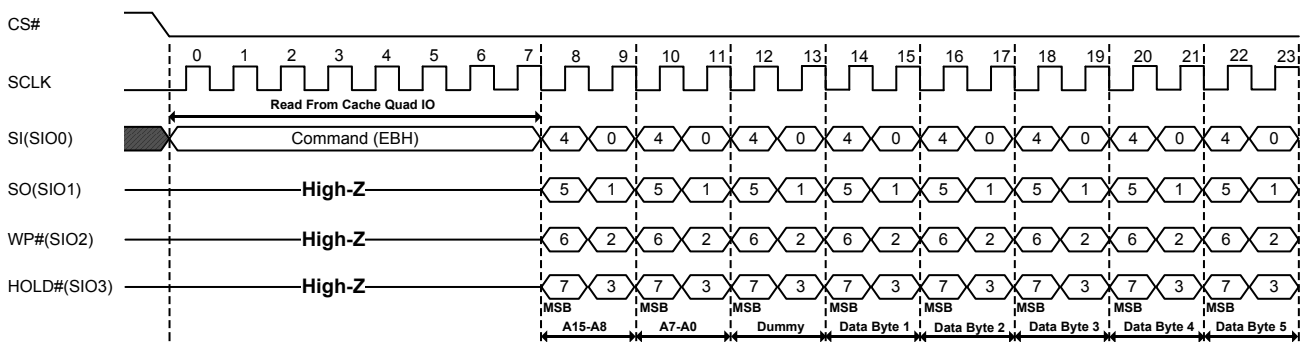 CS#
0 1 2 3 4 5 6 7 8 9 10 11 12 13 14 15 16 17 18 19 20 21 22 23
SCLK
Read From Cache Quad IO
SI(SIO0) Command (EBH) 4 0 4 0 4 0 4 0 4 0 4 0 4 0 4 0
SO(SIO1) High-Z 5 1 5 1 5 1 5 1 5 1 5 1 5 1 5 1
WP#(SIO2) High-Z 6 2 6 2 6 2 6 2 6 2 6 2 6 2 6 2
HOLD#(SIO3) High-Z 7 3 7 3 7 3 7 3 7 3 7 3 7 3 7 3
MSB MSB MSB MSB MSB MSB MSB MSB
A15-A8 A7-A0 Dummy Data Byte 1 Data Byte 2 Data Byte 3 Data Byte 4 Data Byte 5